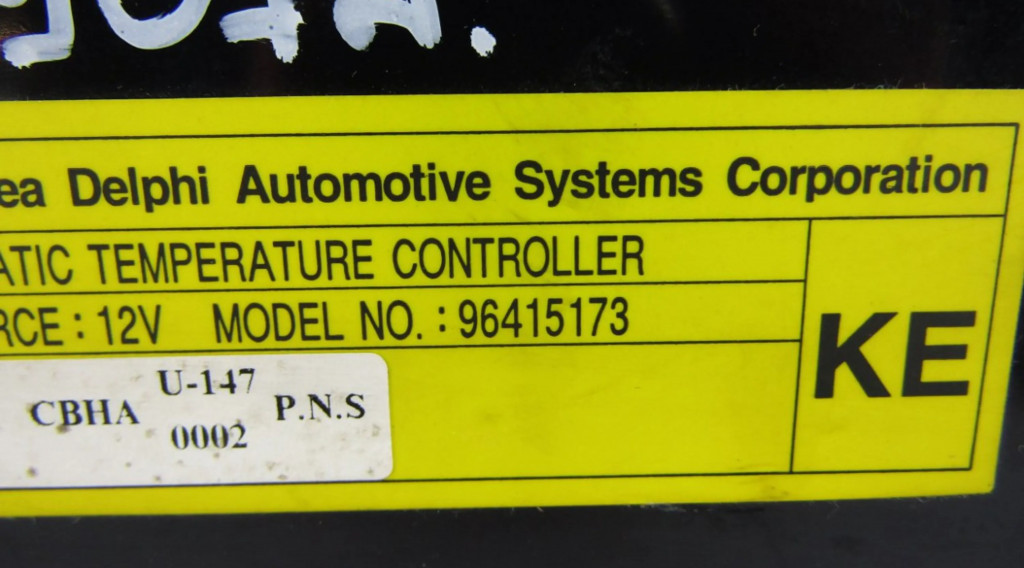 ea Delphi Automotive Systems Corporation
ATIC TEMPERATURE CONTROLLER
RCE : 12V MODEL NO. : 96415173
KE
U-147
CBHA P.N.S
0002